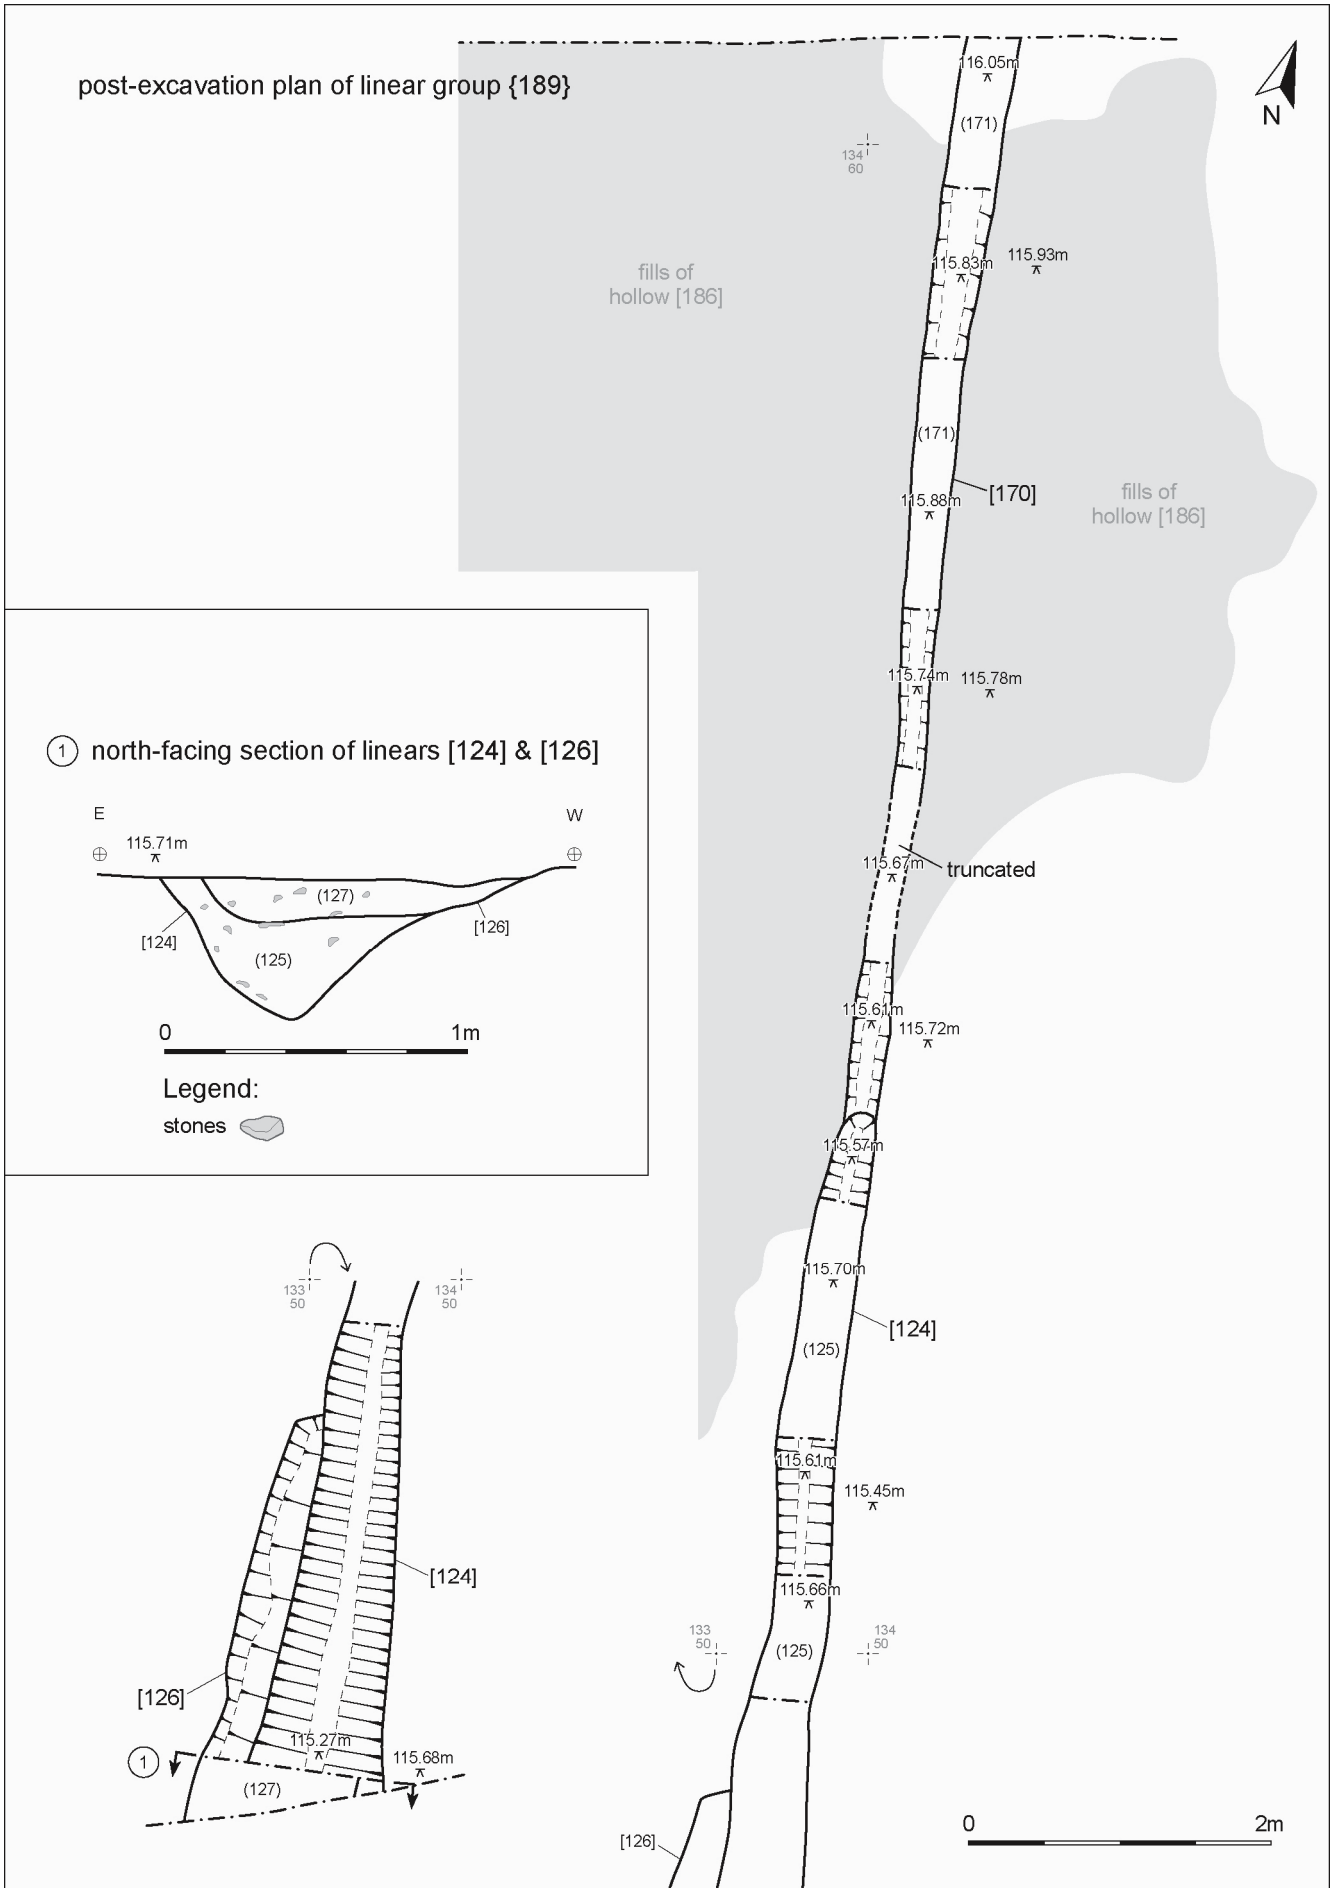 post-excavation plan of linear group {189}
116.05m
N
(171)
134
60
115.93m
115.83m
fills of
hollow [186]
(171)
[170]
fills of
hollow [186]
115.88m
115.74m
115.78m
1 north-facing section of linears [124] & [126]
E
W
115.71m
(127)
[124]
[126]
(125)
0
1m
Legend:
stones
115.67m
truncated
115.61m
115.72m
115.57m
115.70m
[124]
(125)
115.61m
115.45m
115.66m
133
50
134
50
(125)
133
50
134
50
[124]
[126]
115.27m
1
115.68m
(127)
[126]
0
2m